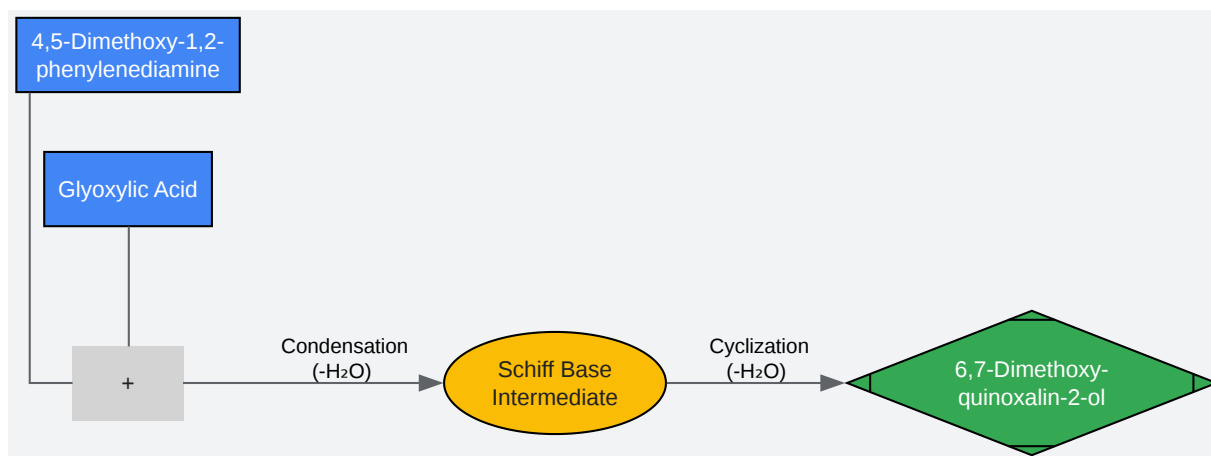 4,5-Dimethoxy-1,2-
phenylenediamine
Glyoxylic Acid
+
Condensation
(-H₂O)
Schiff Base
Intermediate
Cyclization
(-H₂O)
6,7-Dimethoxy-
quinoxalin-2-ol